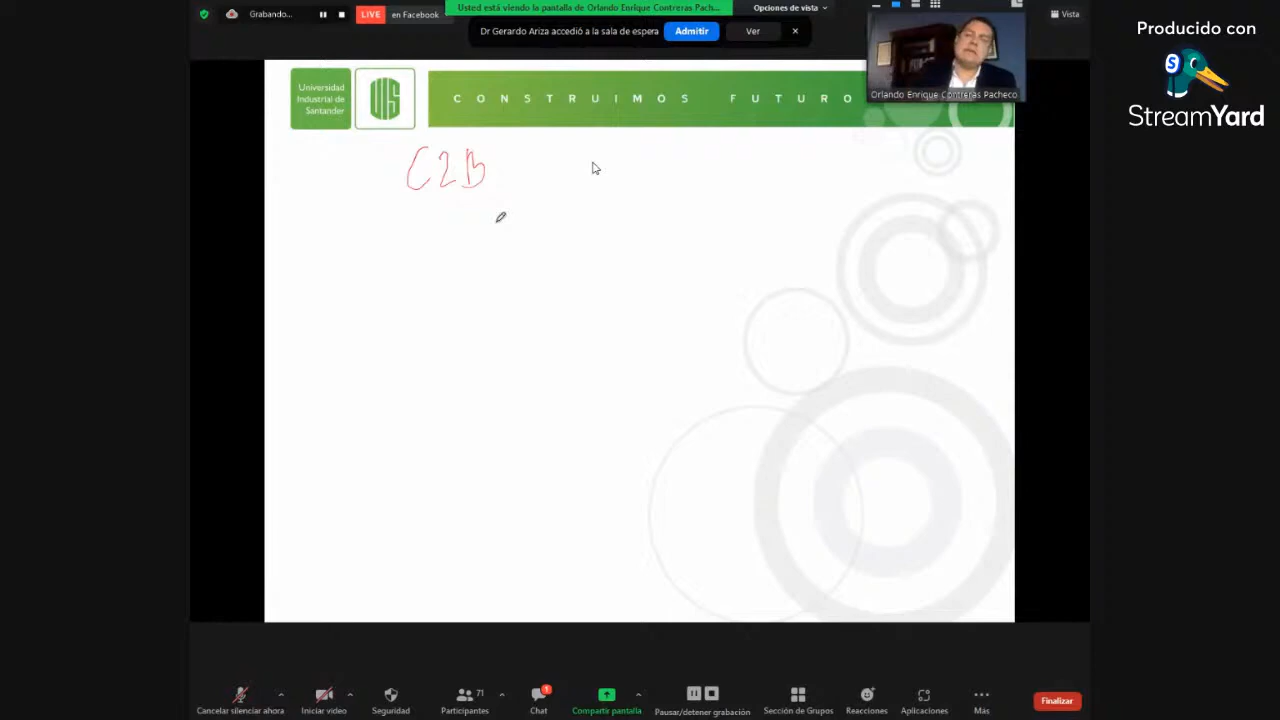 Grabando...
LIVE en Facebook
Usted está viendo la pantalla de Orlando Enrique Contreras Pach...
Opciones de vista
Vista
Dr Gerardo Ariza accedió a la sala de espera
Admitir
Ver
Orlando Enrique Contreras Pacheco
Producido con
StreamYard
Universidad
Industrial de
Santander
UIS
CONSTRUIMOS FUTURO
C2B
Cancelar silenciar ahora
Iniciar video
Seguridad
71
Participantes
1
Chat
Compartir pantalla
Pausar/detener grabación
Sección de Grupos
Reacciones
Aplicaciones
Más
Finalizar